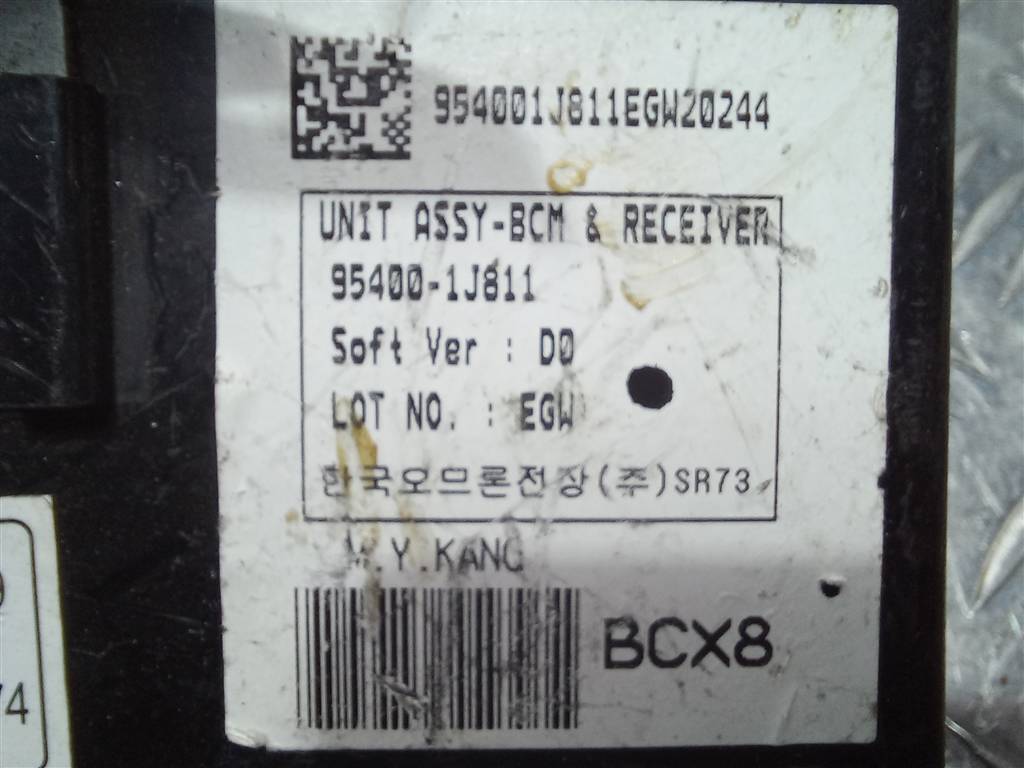 954001J811EGW20244
UNIT ASSY-BCM & RECEIVER
95400-1J811
Soft Ver : D0
LOT NO. : EGW
한국오므론전장(주)SR73
.Y.KANG
BCX8
74